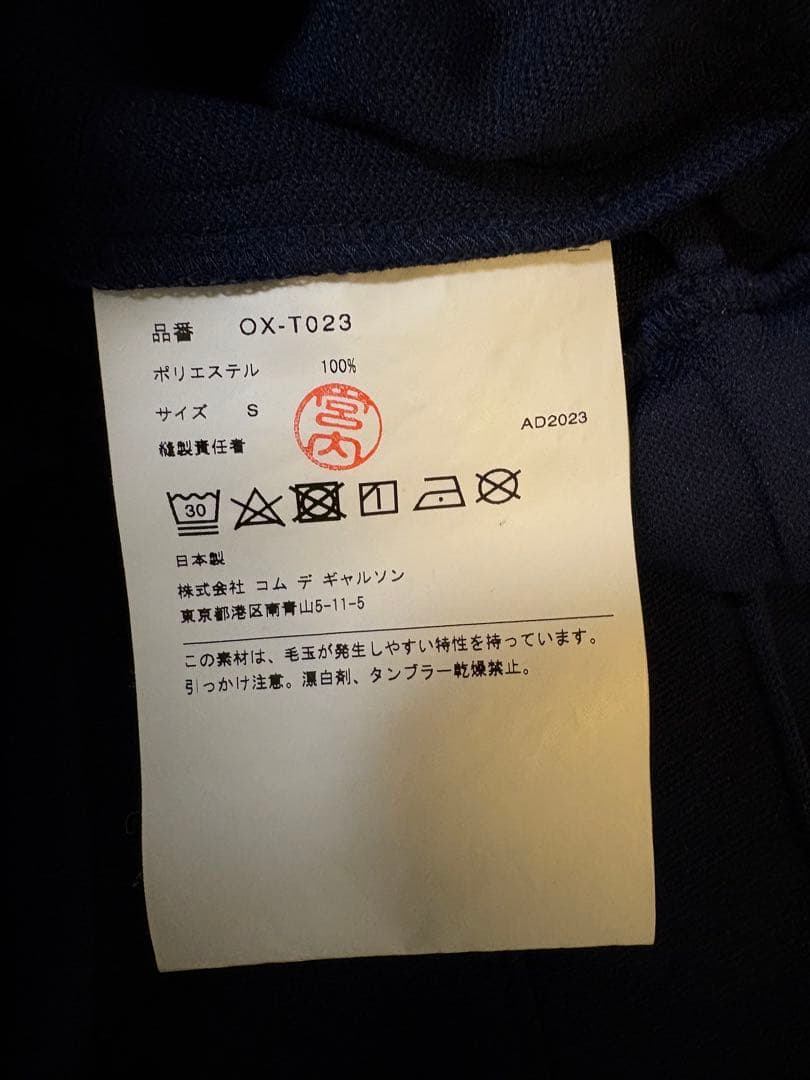 品番 OX-T023
ポリエステル 100%
サイズ S
宮内
AD2023
縫製責任者
30
日本製
株式会社 コム デ ギャルソン
東京都港区南青山5-11-5
この素材は、毛玉が発生しやすい特性を持っています。
引っかけ注意。漂白剤、タンブラー乾燥禁止。